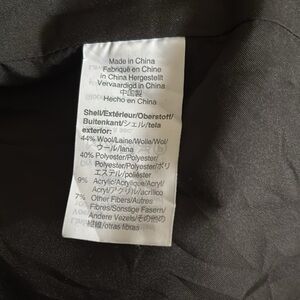 Made in China
Fabriqué en Chine
in China Hergestellt
Vervaardigd in China
中国製
Hecho en China
Shell/Extérieur/Oberstoff/
Buitenkant/シェル/tela
exterior:
44% Wool/Laine/Wolle/Wol/
ウール/lana
40% Polyester/Polyester/
Polyester/Polyester/ポリ
エステル/poliéster
9% Acrylic/Acrylique/Acryl/
Acryl/アクリル/acrílico
7% Other Fibers/Autres
Fibres/Sonstige Fasern/
Andere Vezels/その他の
繊維/otras fibras